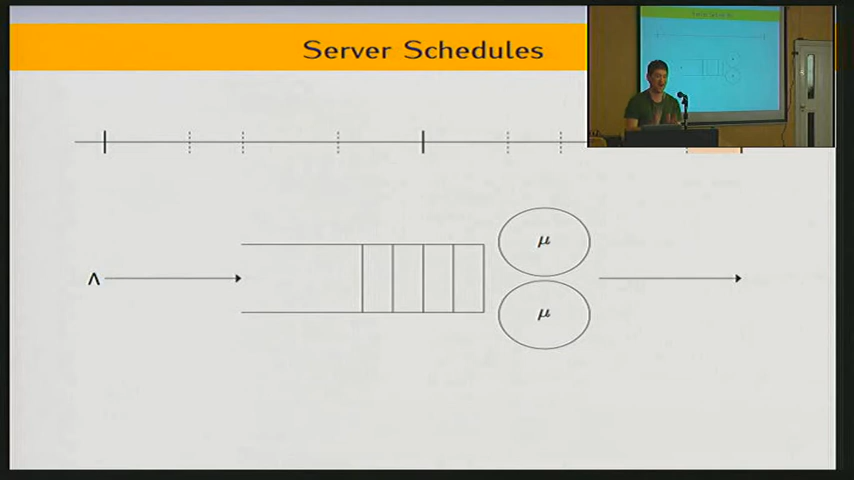 Server Schedules
Λ
μ
μ